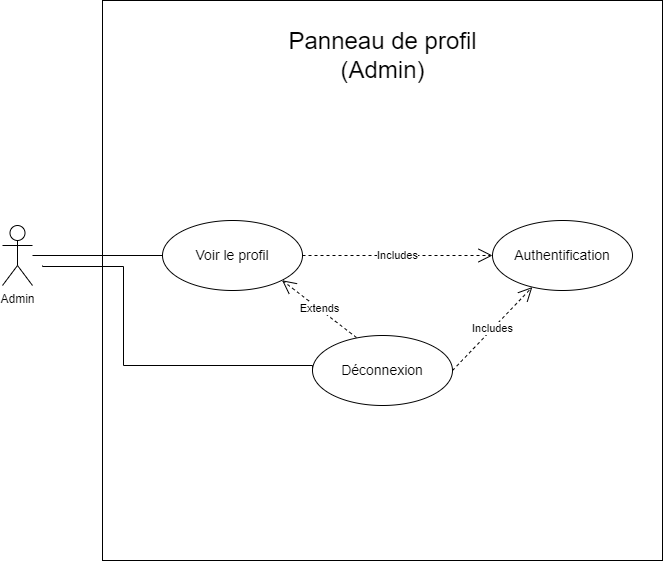 Panneau de profil
(Admin)
Voir le profil
Includes
Authentification
Admin
Extends
Includes
Déconnexion